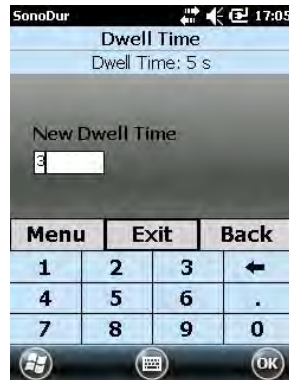 SonoDur 17:05
Dwell Time
Dwell Time: 5 s
New Dwell Time
3
Menu Exit Back
1 2 3 ←
4 5 6 .
7 8 9 0
OK